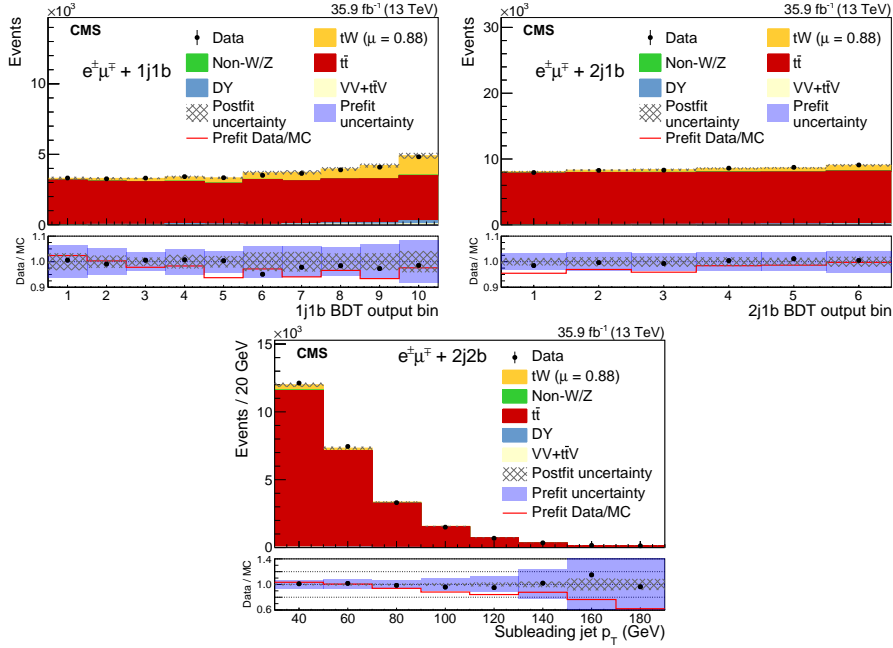 ×10³ 35.9 fb⁻¹ (13 TeV)
Events
CMS
Data
tW (μ = 0.88)
e±μ∓ + 1j1b
Non-W/Z
tt̄
DY
VV+tt̄V
Postfit uncertainty
Prefit uncertainty
Prefit Data/MC
10
5
0
Data / MC
1.1
1.0
0.9
1 2 3 4 5 6 7 8 9 10
1j1b BDT output bin
×10³ 35.9 fb⁻¹ (13 TeV)
Events
CMS
Data
tW (μ = 0.88)
e±μ∓ + 2j1b
Non-W/Z
tt̄
DY
VV+tt̄V
Postfit uncertainty
Prefit uncertainty
Prefit Data/MC
30
20
10
0
Data / MC
1.1
1.0
0.9
1 2 3 4 5 6
2j1b BDT output bin
×10³ 35.9 fb⁻¹ (13 TeV)
Events / 20 GeV
CMS
e±μ∓ + 2j2b
Data
tW (μ = 0.88)
Non-W/Z
tt̄
DY
VV+tt̄V
Postfit uncertainty
Prefit uncertainty
Prefit Data/MC
15
10
5
0
Data / MC
1.4
1.0
0.6
40 60 80 100 120 140 160 180
Subleading jet p_T (GeV)